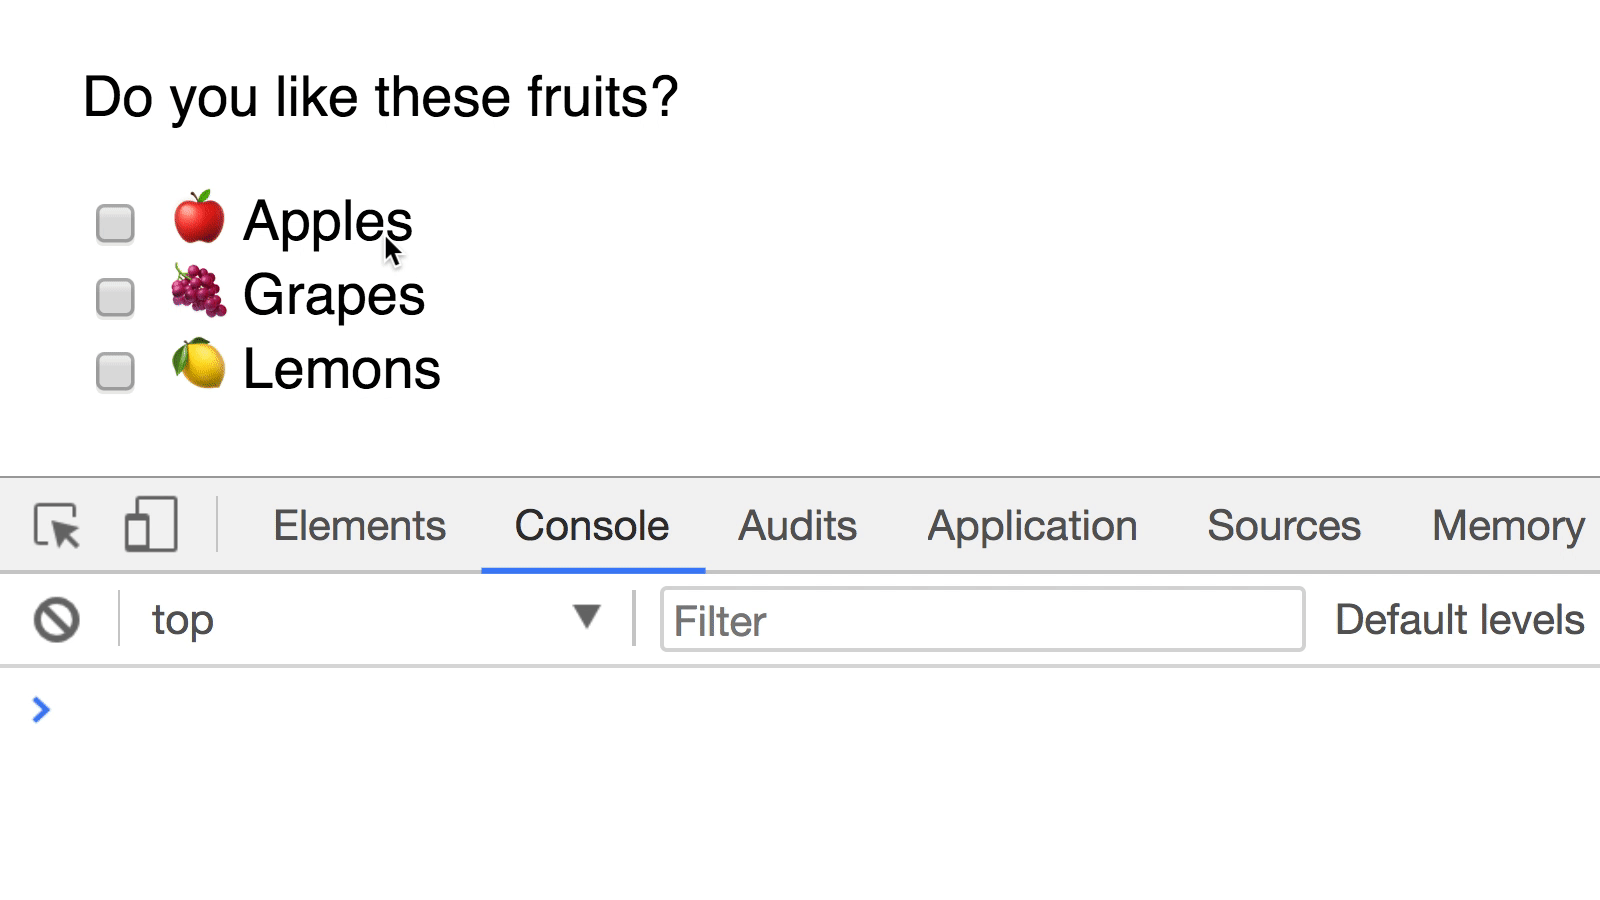 Do you like these fruits?
Apples
Grapes
Lemons
Elements Console Audits Application Sources Memory
top Filter Default levels